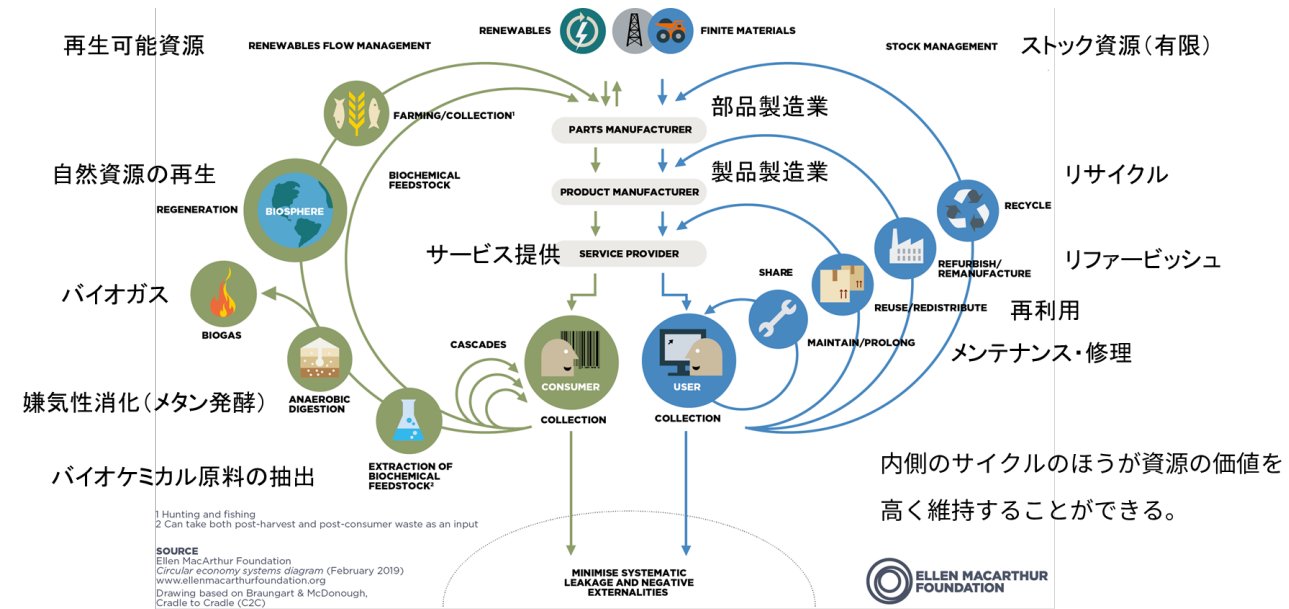 再生可能資源
RENEWABLES FLOW MANAGEMENT
RENEWABLES
FINITE MATERIALS
STOCK MANAGEMENT
ストック資源（有限）
FARMING/COLLECTION¹
部品製造業
PARTS MANUFACTURER
自然資源の再生
BIOCHEMICAL
FEEDSTOCK
製品製造業
リサイクル
PRODUCT MANUFACTURER
REGENERATION
BIOSPHERE
RECYCLE
サービス提供
SERVICE PROVIDER
リファービッシュ
REFURBISH/
REMANUFACTURE
SHARE
バイオガス
BIOGAS
REUSE/REDISTRIBUTE
再利用
CASCADES
MAINTAIN/PROLONG
メンテナンス・修理
CONSUMER
USER
嫌気性消化（メタン発酵）
ANAEROBIC
DIGESTION
COLLECTION
COLLECTION
バイオケミカル原料の抽出
EXTRACTION OF
BIOCHEMICAL
FEEDSTOCK²
内側のサイクルのほうが資源の価値を
高く維持することができる。
1 Hunting and fishing
2 Can take both post-harvest and post-consumer waste as an input
SOURCE
Ellen MacArthur Foundation
Circular economy systems diagram (February 2019)
www.ellenmacarthurfoundation.org
Drawing based on Braungart & McDonough,
Cradle to Cradle (C2C)
MINIMISE SYSTEMATIC
LEAKAGE AND NEGATIVE
EXTERNALITIES
ELLEN MACARTHUR
FOUNDATION